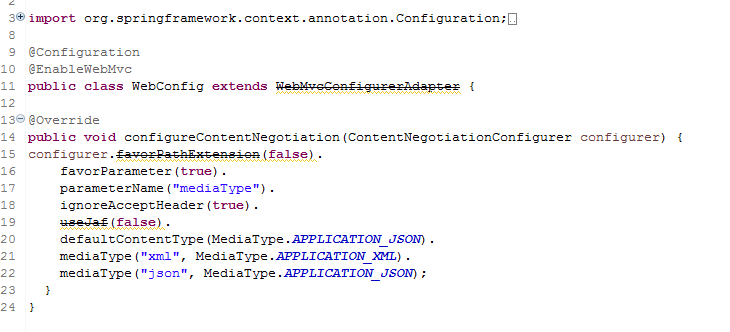 2
3 import org.springframework.context.annotation.Configuration;
8
9 @Configuration
10 @EnableWebMvc
11 public class WebConfig extends WebMvcConfigurerAdapter {
12
13 @Override
14 public void configureContentNegotiation(ContentNegotiationConfigurer configurer) {
15 configurer.favorPathExtension(false).
16     favorParameter(true).
17     parameterName("mediaType").
18     ignoreAcceptHeader(true).
19     useJaf(false).
20     defaultContentType(MediaType.APPLICATION_JSON).
21     mediaType("xml", MediaType.APPLICATION_XML).
22     mediaType("json", MediaType.APPLICATION_JSON);
23   }
24 }